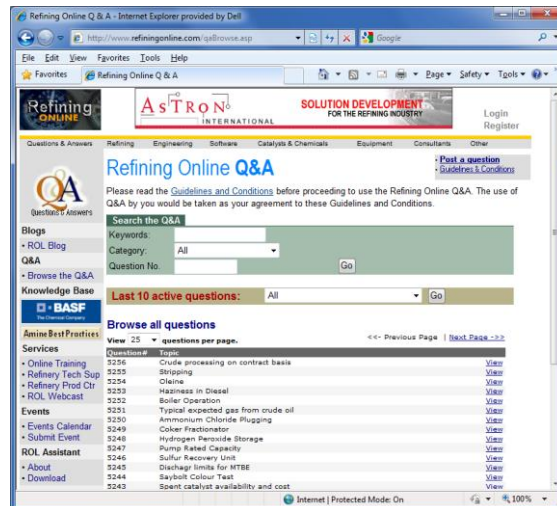 Refining Online Q & A - Internet Explorer provided by Dell
http://www.refiningonline.com/qaBrowse.asp
Google
File Edit View Favorites Tools Help
Favorites Refining Online Q & A
Page Safety Tools
Refining
ONLINE
ASTRON
INTERNATIONAL
SOLUTION DEVELOPMENT
FOR THE REFINING INDUSTRY
Login
Register
Questions & Answers Refining Engineering Software Catalysts & Chemicals Equipment Consultants Other
Q&A
Questions & Answers
Refining Online Q&A
• Post a question
• Guidelines & Conditions
Please read the Guidelines and Conditions before proceeding to use the Refining Online Q&A. The use of
Q&A by you would be taken as your agreement to these Guidelines and Conditions.
Blogs
• ROL Blog
Q&A
• Browse the Q&A
Knowledge Base
BASF
The Chemical Company
Amine Best Practices
Services
• Online Training
• Refinery Tech Sup
• Refinery Prod Ctr
• ROL Webcast
Events
• Events Calendar
• Submit Event
ROL Assistant
• About
• Download
Search the Q&A
Keywords:
Category: All
Question No. Go
Last 10 active questions: All Go
Browse all questions
View 25 questions per page. <<- Previous Page | Next Page ->>
Question# Topic
5256 Crude processing on contract basis View
5255 Stripping View
5254 Oleine View
5253 Haziness in Diesel View
5252 Boiler Operation View
5251 Typical expected gas from crude oil View
5250 Ammonium Chloride Plugging View
5249 Coker Fractionator View
5248 Hydrogen Peroxide Storage View
5247 Pump Rated Capacity View
5246 Sulfur Recovery Unit View
5245 Dischagr limits for MTBE View
5244 Saybolt Colour Test View
5243 Spent catalyst availability and cost View
Internet | Protected Mode: On
100%